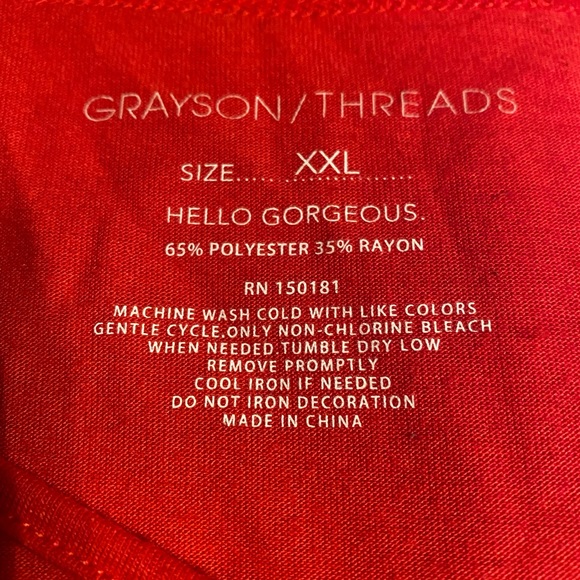 GRAYSON/THREADS
SIZE..... XXL ......
HELLO GORGEOUS.
65% POLYESTER 35% RAYON
RN 150181
MACHINE WASH COLD WITH LIKE COLORS
GENTLE CYCLE.ONLY NON-CHLORINE BLEACH
WHEN NEEDED.TUMBLE DRY LOW
REMOVE PROMPTLY
COOL IRON IF NEEDED
DO NOT IRON DECORATION
MADE IN CHINA